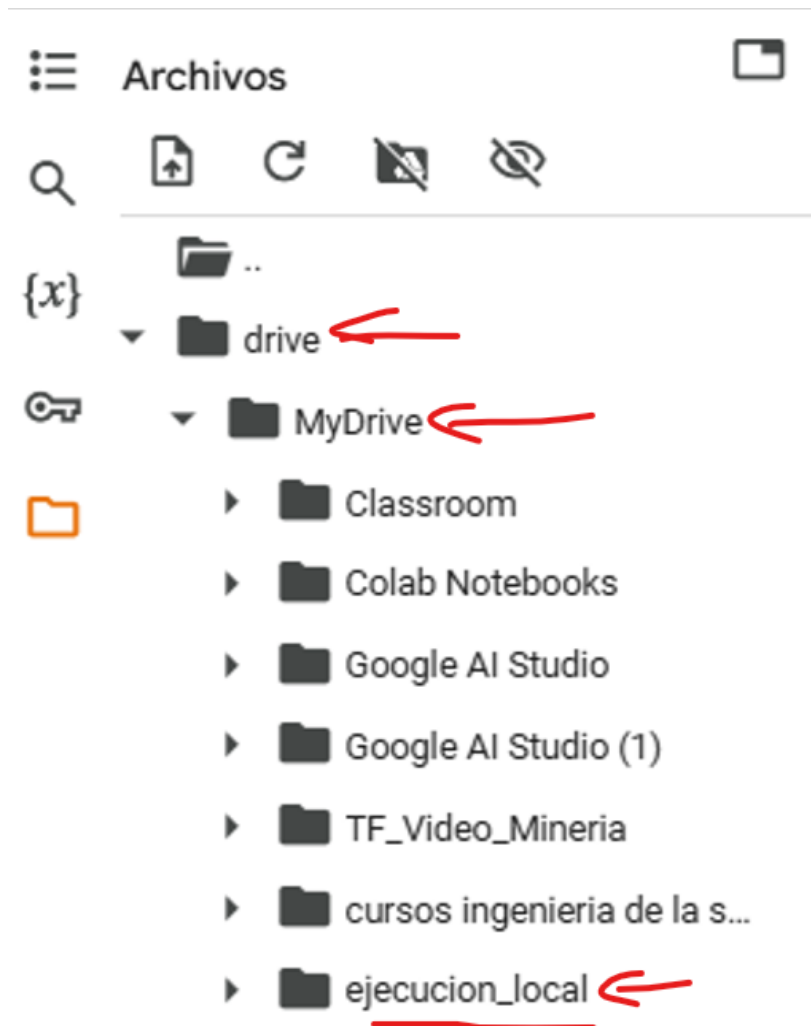 Archivos
..
{x}
drive
MyDrive
Classroom
Colab Notebooks
Google AI Studio
Google AI Studio (1)
TF_Video_Mineria
cursos ingenieria de la s...
ejecucion_local